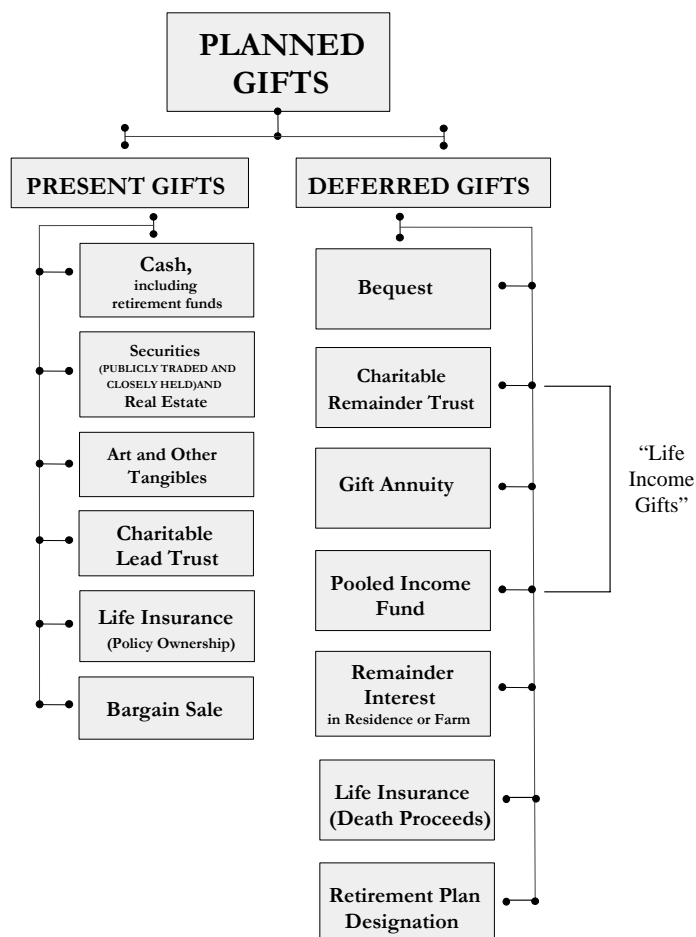 PLANNED
GIFTS
PRESENT GIFTS
Cash,
including
retirement funds
Securities
(PUBLICLY TRADED AND
CLOSELY HELD)AND
Real Estate
Art and Other
Tangibles
Charitable
Lead Trust
Life Insurance
(Policy Ownership)
Bargain Sale
DEFERRED GIFTS
Bequest
Charitable
Remainder Trust
Gift Annuity
Pooled Income
Fund
Remainder
Interest
in Residence or Farm
Life Insurance
(Death Proceeds)
Retirement Plan
Designation
“Life
Income
Gifts”